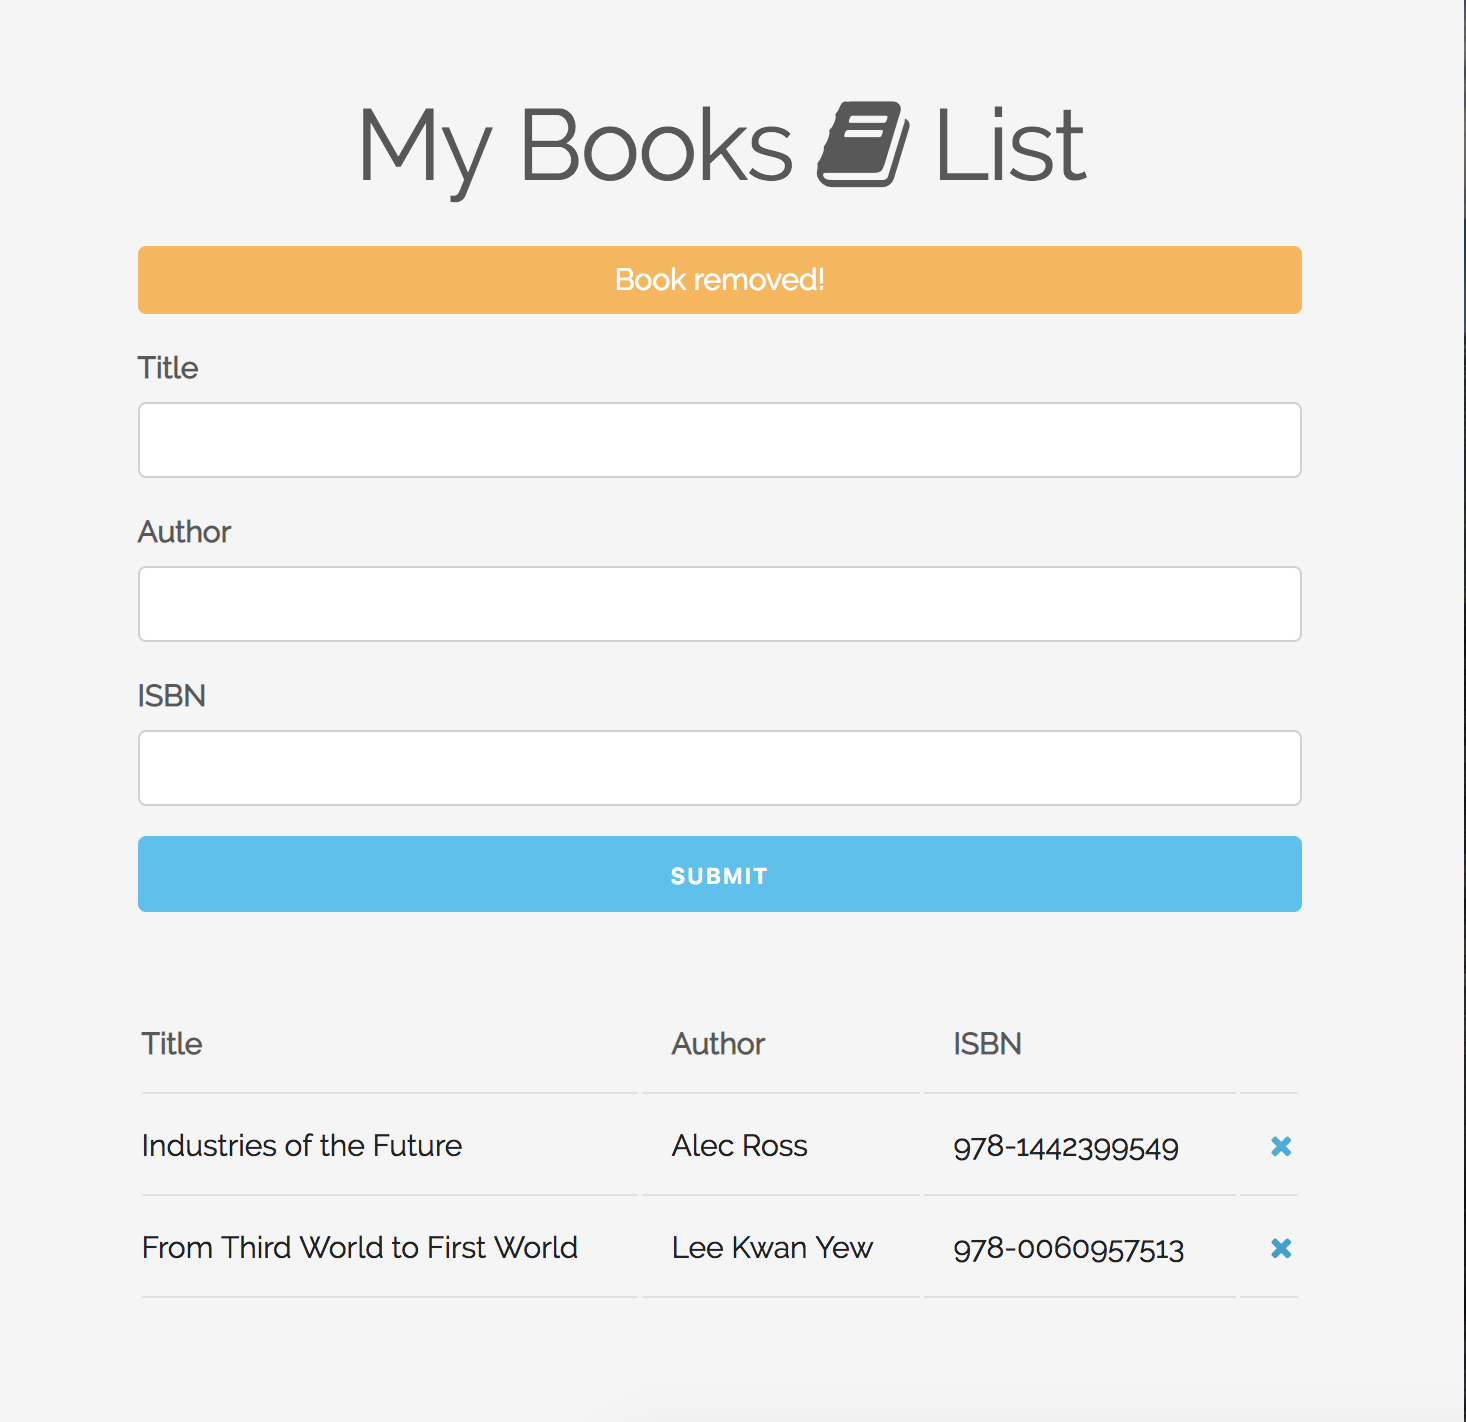 My Books List
Book removed!
Title
Author
ISBN
SUBMIT
Title Author ISBN
Industries of the Future Alec Ross 978-1442399549
From Third World to First World Lee Kwan Yew 978-0060957513